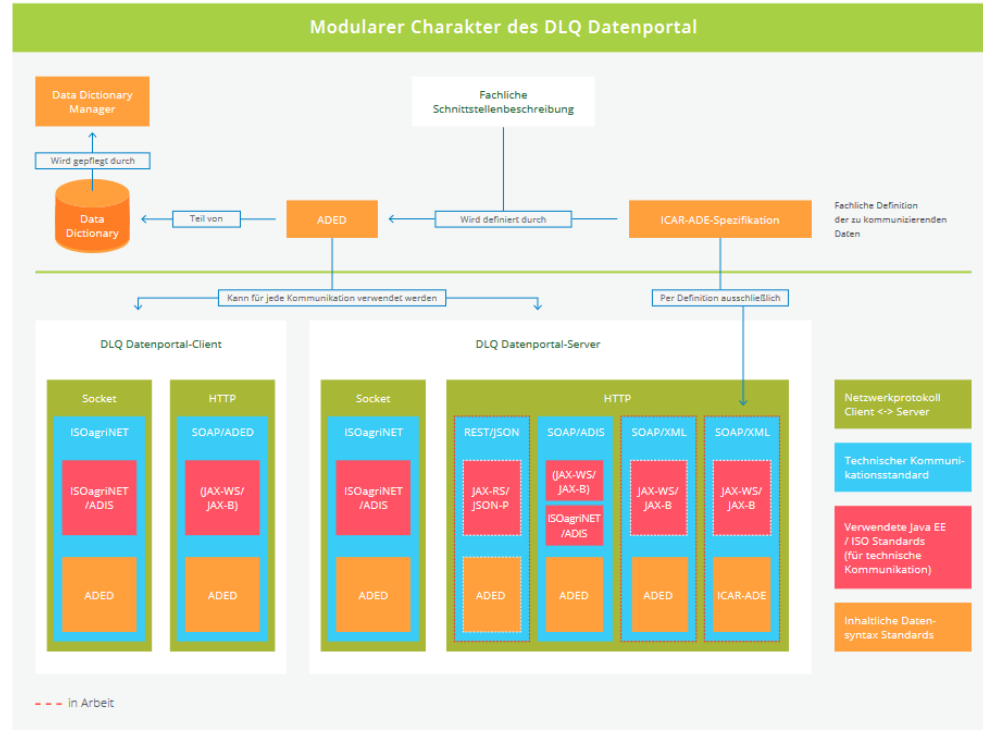 Modularer Charakter des DLQ Datenportal
Data Dictionary
Manager
Fachliche
Schnittstellenbeschreibung
Wird gepflegt durch
Data
Dictionary
Teil von
ADED
Wird definiert durch
ICAR-ADE-Spezifikation
Fachliche Definition
der zu kommunizierenden
Daten
Kann für jede Kommunikation verwendet werden
Per Definition ausschließlich
DLQ Datenportal-Client
Socket
ISOagriNET
ISOagriNET
/ADIS
ADED
HTTP
SOAP/ADED
(JAX-WS/
JAX-B)
ADED
DLQ Datenportal-Server
Socket
ISOagriNET
ISOagriNET
/ADIS
ADED
HTTP
REST/JSON
JAX-RS/
JSON-P
ADED
SOAP/ADIS
(JAX-WS/
JAX-B)
ISOagriNET
/ADIS
ADED
SOAP/XML
JAX-WS/
JAX-B
ADED
SOAP/XML
JAX-WS/
JAX-B
ICAR-ADE
Netzwerkprotokoll
Client <-> Server
Technischer Kommuni-
kationsstandard
Verwendete Java EE
/ ISO Standards
(für technische
Kommunikation)
Inhaltliche Daten-
syntax Standards
in Arbeit